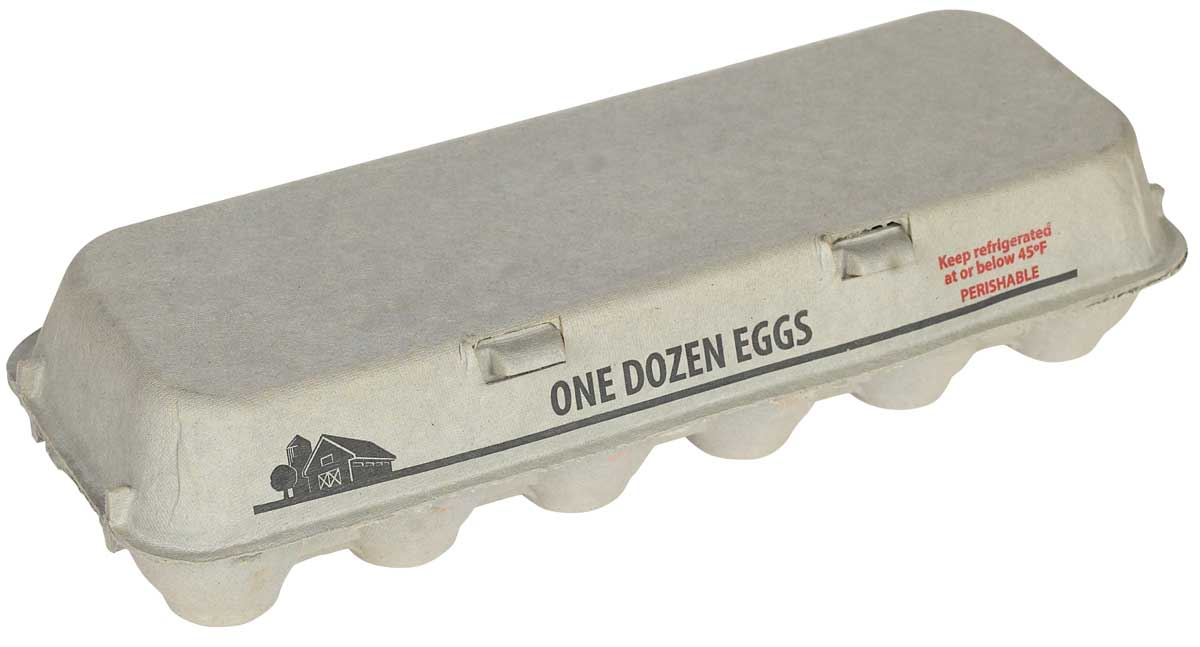 ONE DOZEN EGGS
Keep refrigerated
at or below 45°F
PERISHABLE